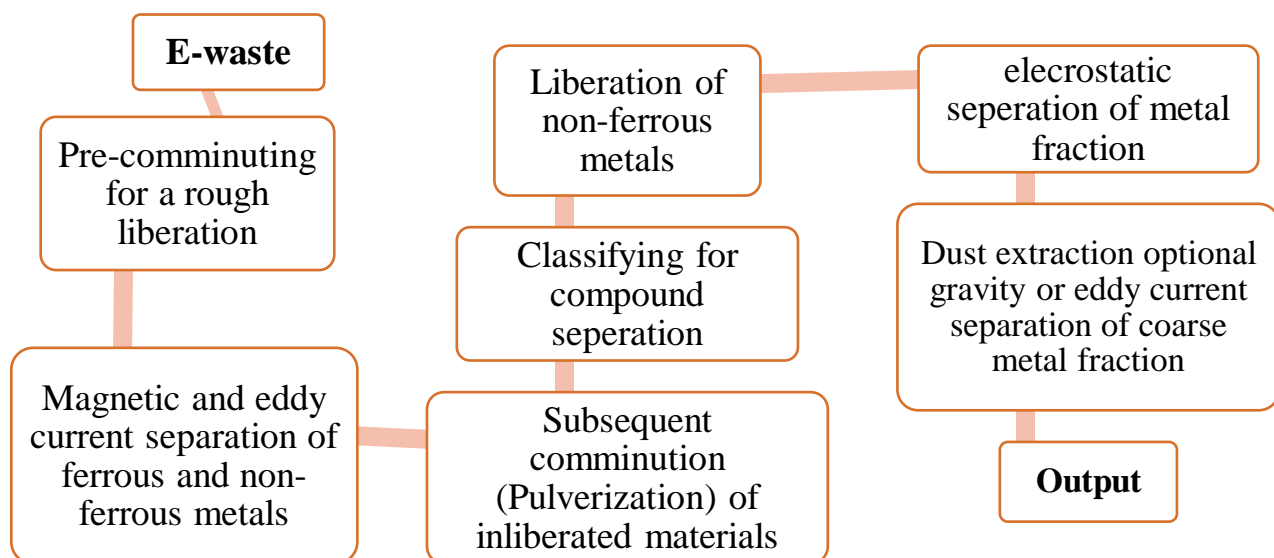 E-waste
Pre-comminuting
for a rough
liberation
Magnetic and eddy
current separation of
ferrous and non-
ferrous metals
Subsequent
comminution
(Pulverization) of
inliberated materials
Classifying for
compound
seperation
Liberation of
non-ferrous
metals
elecrostatic
seperation of metal
fraction
Dust extraction optional
gravity or eddy current
separation of coarse
metal fraction
Output